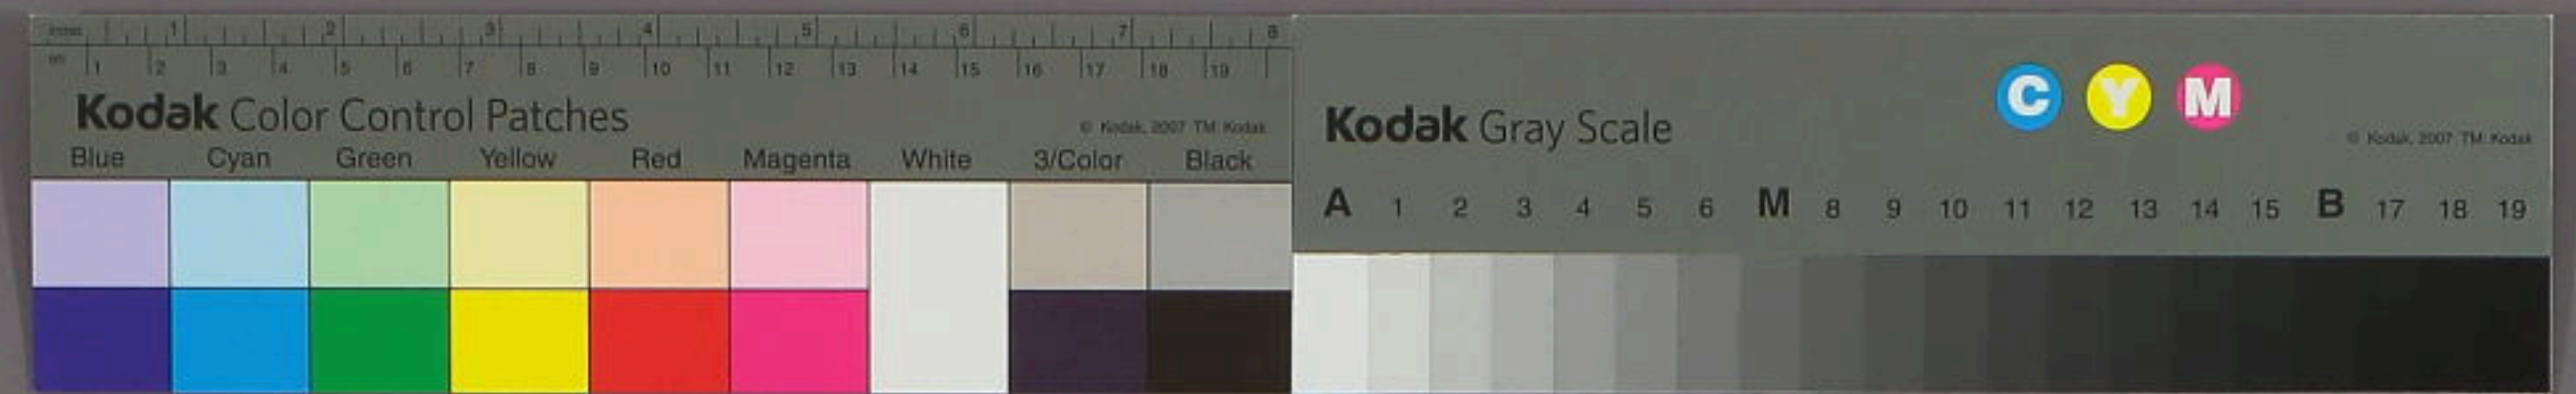 Inches 1 2 3 4 5 6 7 8
cm 1 2 3 4 5 6 7 8 9 10 11 12 13 14 15 16 17 18 19
Kodak Color Control Patches
© Kodak, 2007 TM: Kodak
Blue Cyan Green Yellow Red Magenta White 3/Color Black
C Y M
Kodak Gray Scale
© Kodak, 2007 TM: Kodak
A 1 2 3 4 5 6 M 8 9 10 11 12 13 14 15 B 17 18 19